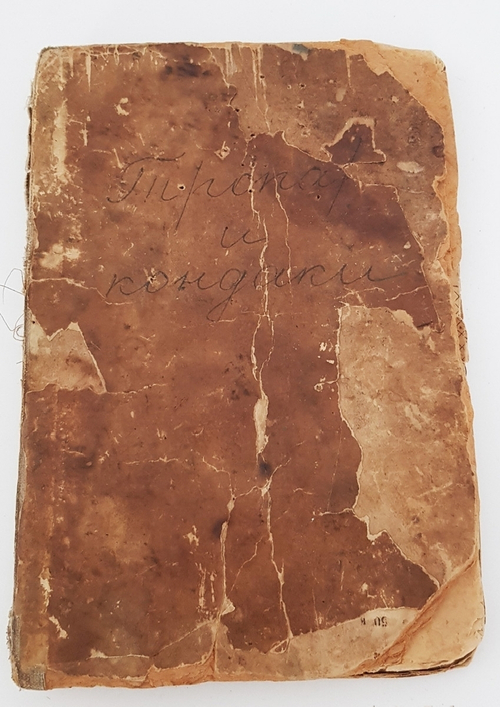 Тропари
и
кондаки